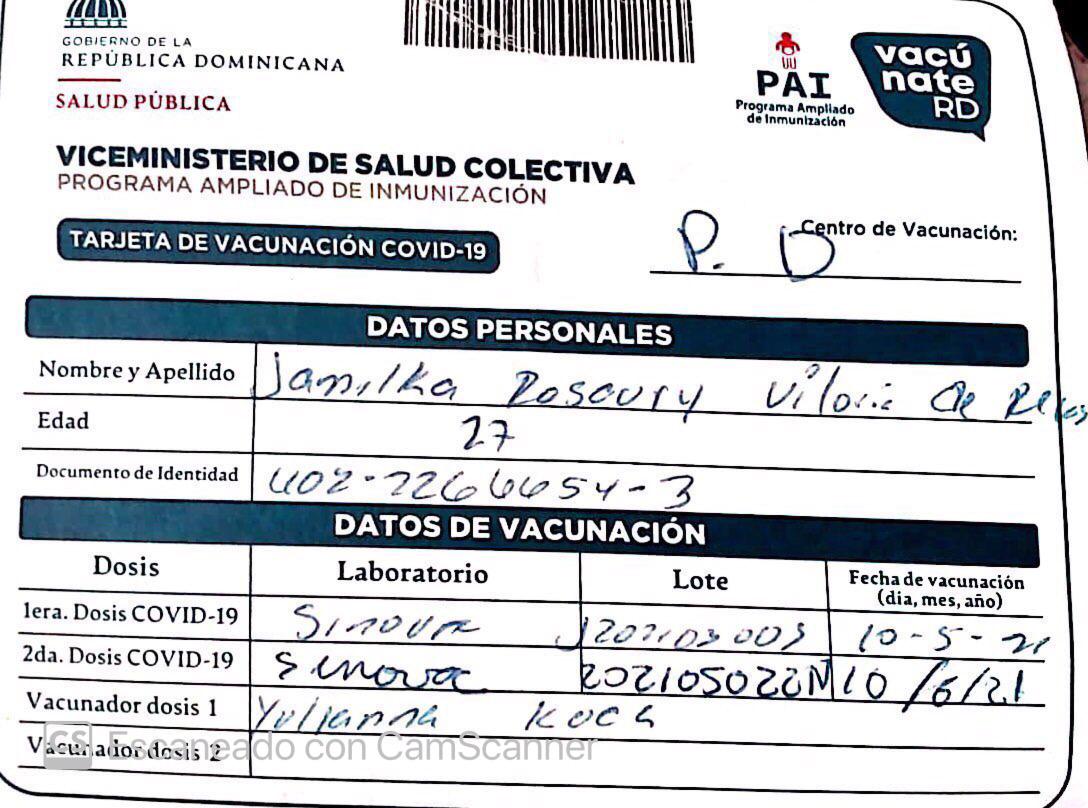 GOBIERNO DE LA
REPÚBLICA DOMINICANA
SALUD PÚBLICA
PAI
Programa Ampliado
de Inmunización
vacú
nate
RD
VICEMINISTERIO DE SALUD COLECTIVA
PROGRAMA AMPLIADO DE INMUNIZACIÓN
TARJETA DE VACUNACIÓN COVID-19
Centro de Vacunación:
P. D
DATOS PERSONALES
Nombre y Apellido Jamilka Rosaury Viloria De
Edad 27
Documento de Identidad 402-
DATOS DE VACUNACIÓN
Dosis Laboratorio Lote Fecha de vacunación
(dia, mes, año)
1era. Dosis COVID-19 10-5-21
2da. Dosis COVID-19 Sinovac 202105022N 10/6/21
Vacunador dosis 1 Yulianna
Vacunador dosis 2
CS Escaneado con CamScanner